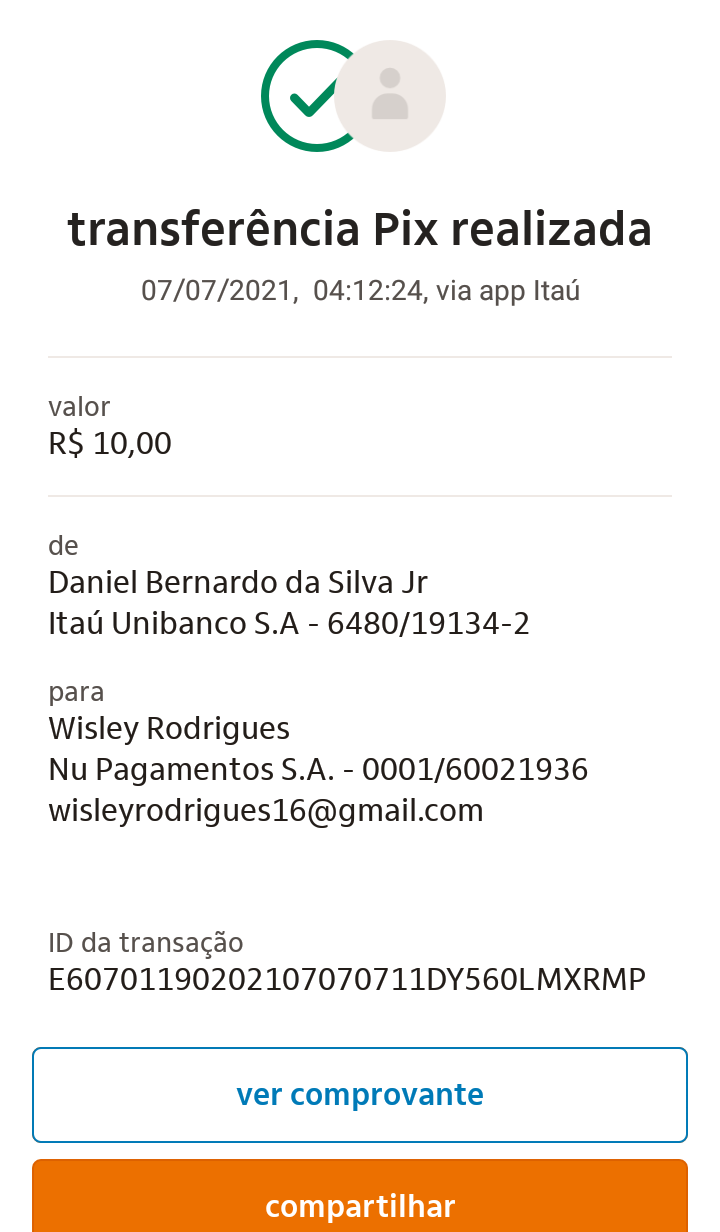 transferência Pix realizada
07/07/2021,  04:12:24, via app Itaú
valor
R$ 10,00
de
Daniel Bernardo da Silva Jr
Itaú Unibanco S.A - 6480/19134-2
para
Wisley Rodrigues
Nu Pagamentos S.A. - 0001/60021936
wisleyrodrigues16@gmail.com
ID da transação
E60701190202107070711DY560LMXRMP
ver comprovante
compartilhar